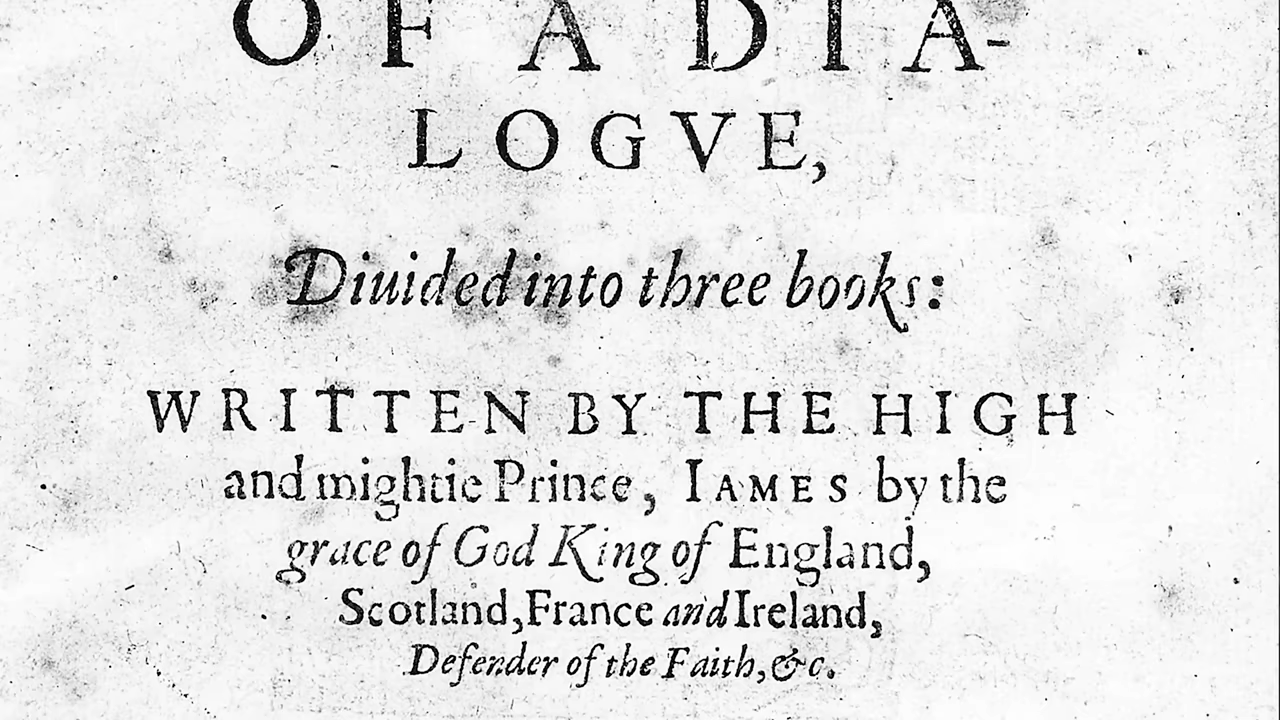 OF A DIA-
LOGVE,
Diuided into three books:
WRITTEN BY THE HIGH
and mightie Prince, IAMES by the
grace of God King of England,
Scotland, France and Ireland,
Defender of the Faith, &c.